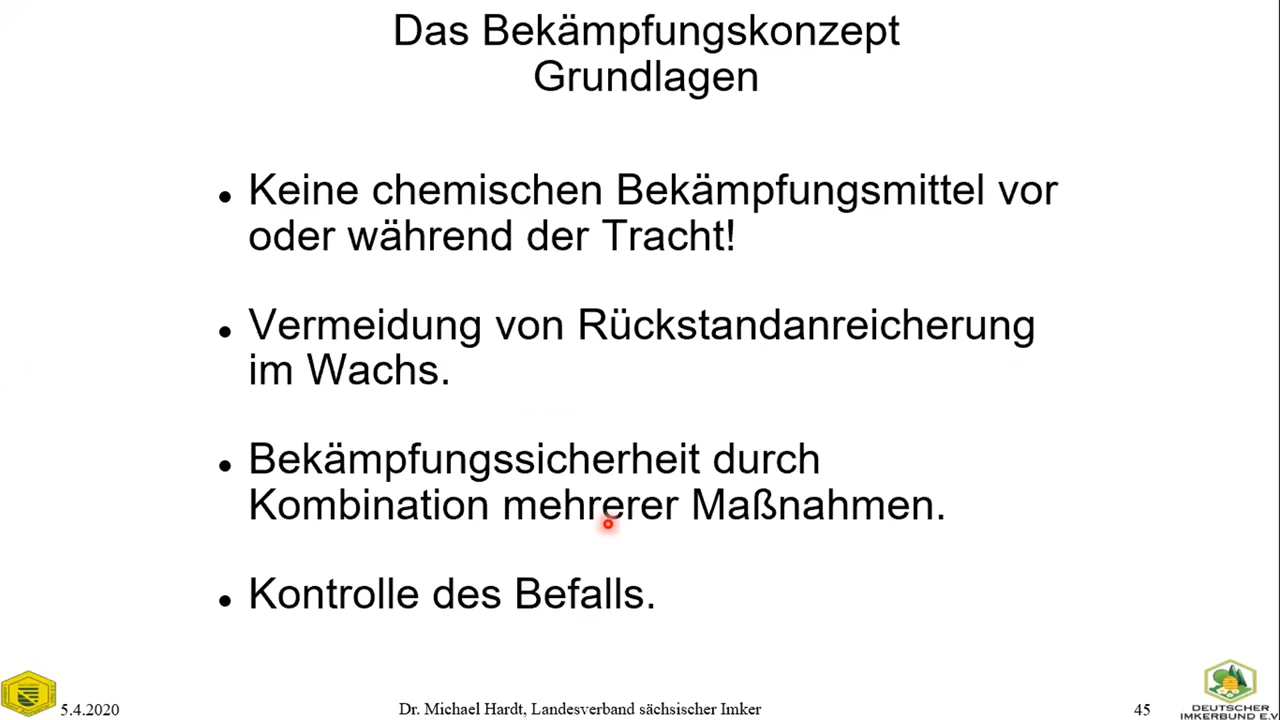 Das Bekämpfungskonzept
Grundlagen
• Keine chemischen Bekämpfungsmittel vor
oder während der Tracht!
• Vermeidung von Rückstandanreicherung
im Wachs.
• Bekämpfungssicherheit durch
Kombination mehrerer Maßnahmen.
• Kontrolle des Befalls.
5.4.2020
Dr. Michael Hardt, Landesverband sächsischer Imker
45
DEUTSCHER
IMKERBUND E.V